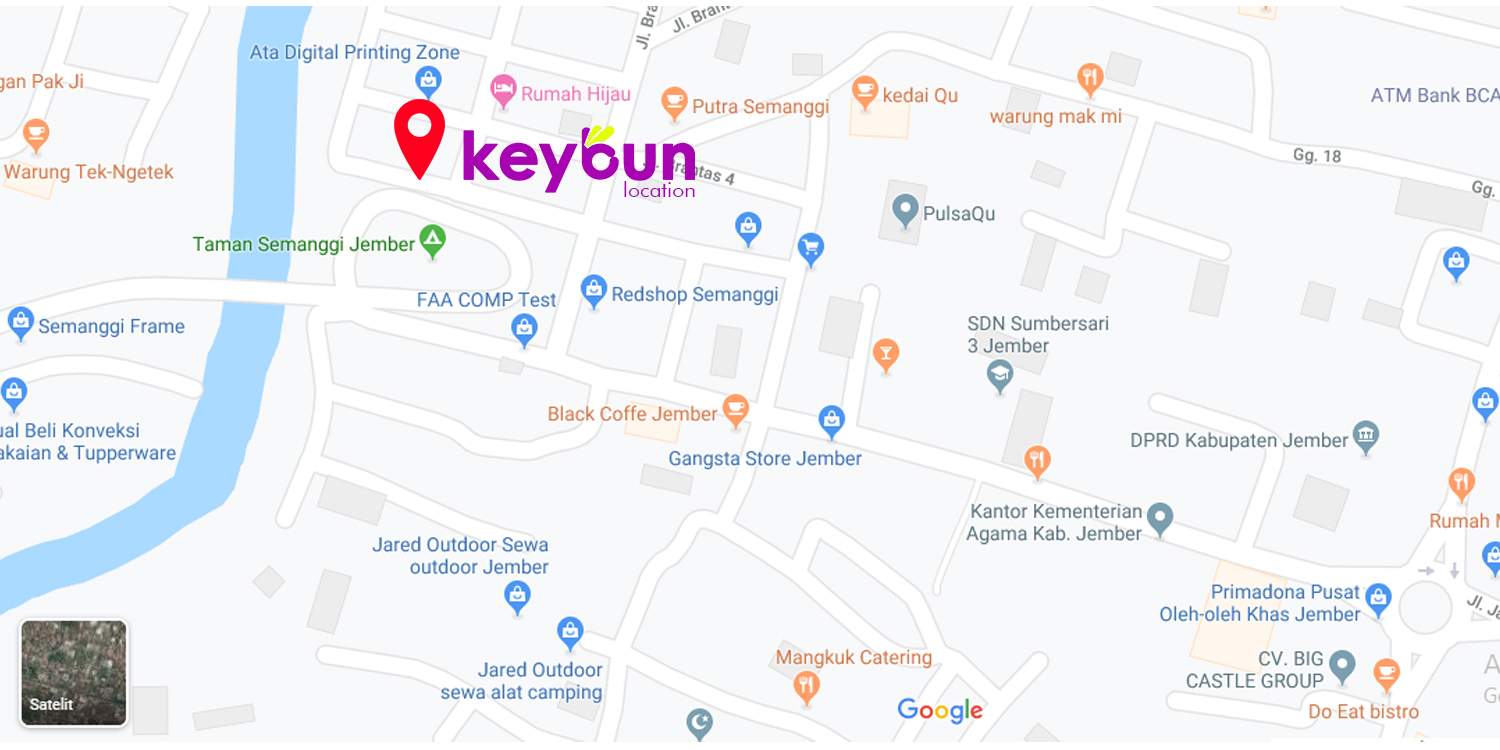 Jl. Bra
Jl. Brant
Ata Digital Printing Zone
gan Pak Ji
Rumah Hijau
Putra Semanggi
kedai Qu
warung mak mi
ATM Bank BCA
keybun
location
Brantas 4
Gg. 18
Gg.
Warung Tek-Ngetek
PulsaQu
Taman Semanggi Jember
FAA COMP Test
Redshop Semanggi
Semanggi Frame
SDN Sumbersari
3 Jember
Black Coffe Jember
ual Beli Konveksi
akaian & Tupperware
Gangsta Store Jember
DPRD Kabupaten Jember
Kantor Kementerian
Agama Kab. Jember
Rumah M
Jared Outdoor Sewa
outdoor Jember
Primadona Pusat
Oleh-oleh Khas Jember
Jl. Ja
Jared Outdoor
sewa alat camping
Mangkuk Catering
CV. BIG
CASTLE GROUP
A
Go
Satelit
Google
Do Eat bistro